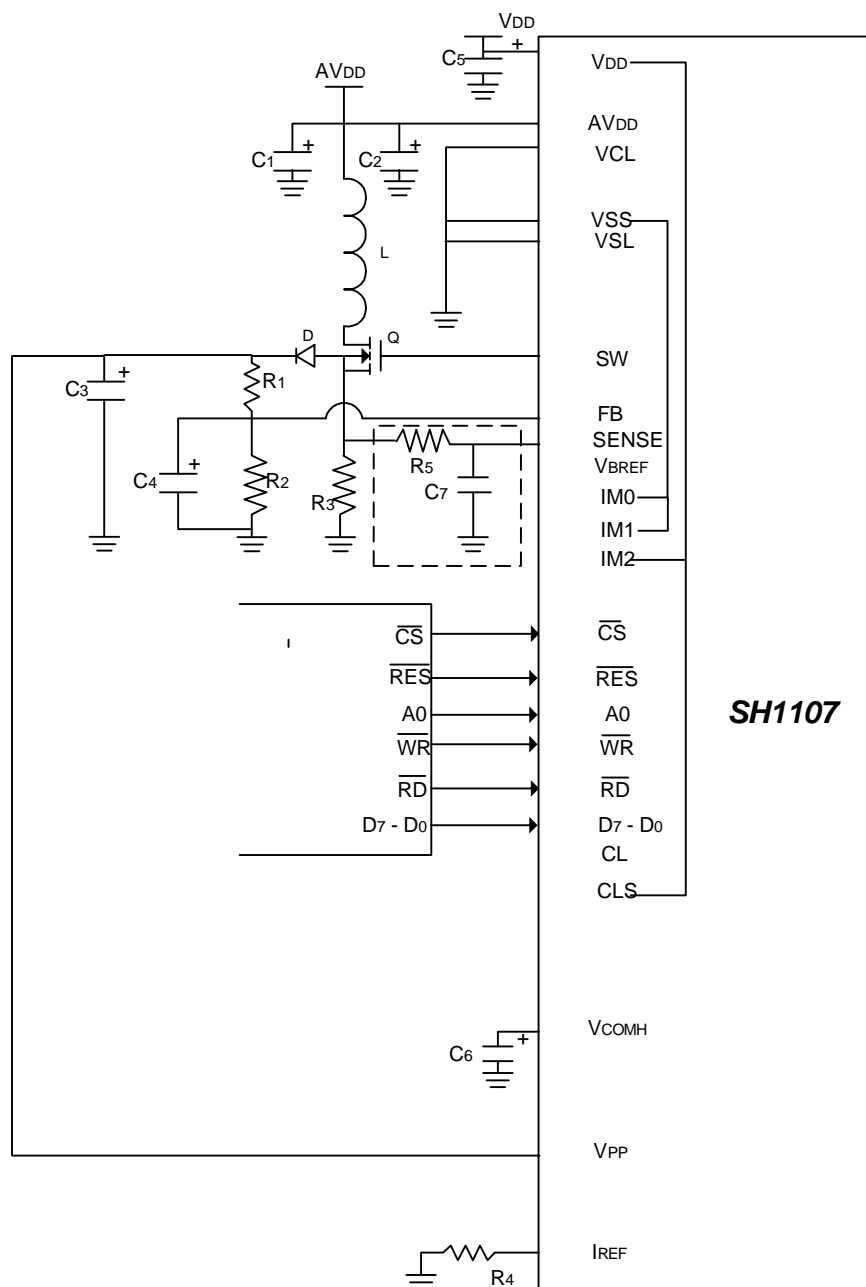 VDD
C5 +
VDD
AVDD
AVDD
C1 +
C2 +
VCL
VSS
VSL
L
D
Q
SW
C3 +
R1
FB
SENSE
R5
VBREF
C4 +
R2
R3
C7
IM0
IM1
IM2
CS
CS
RES
RES
A0
A0
SH1107
WR
WR
RD
RD
D7 - D0
D7 - D0
CL
CLS
VCOMH
C6 +
VPP
IREF
R4